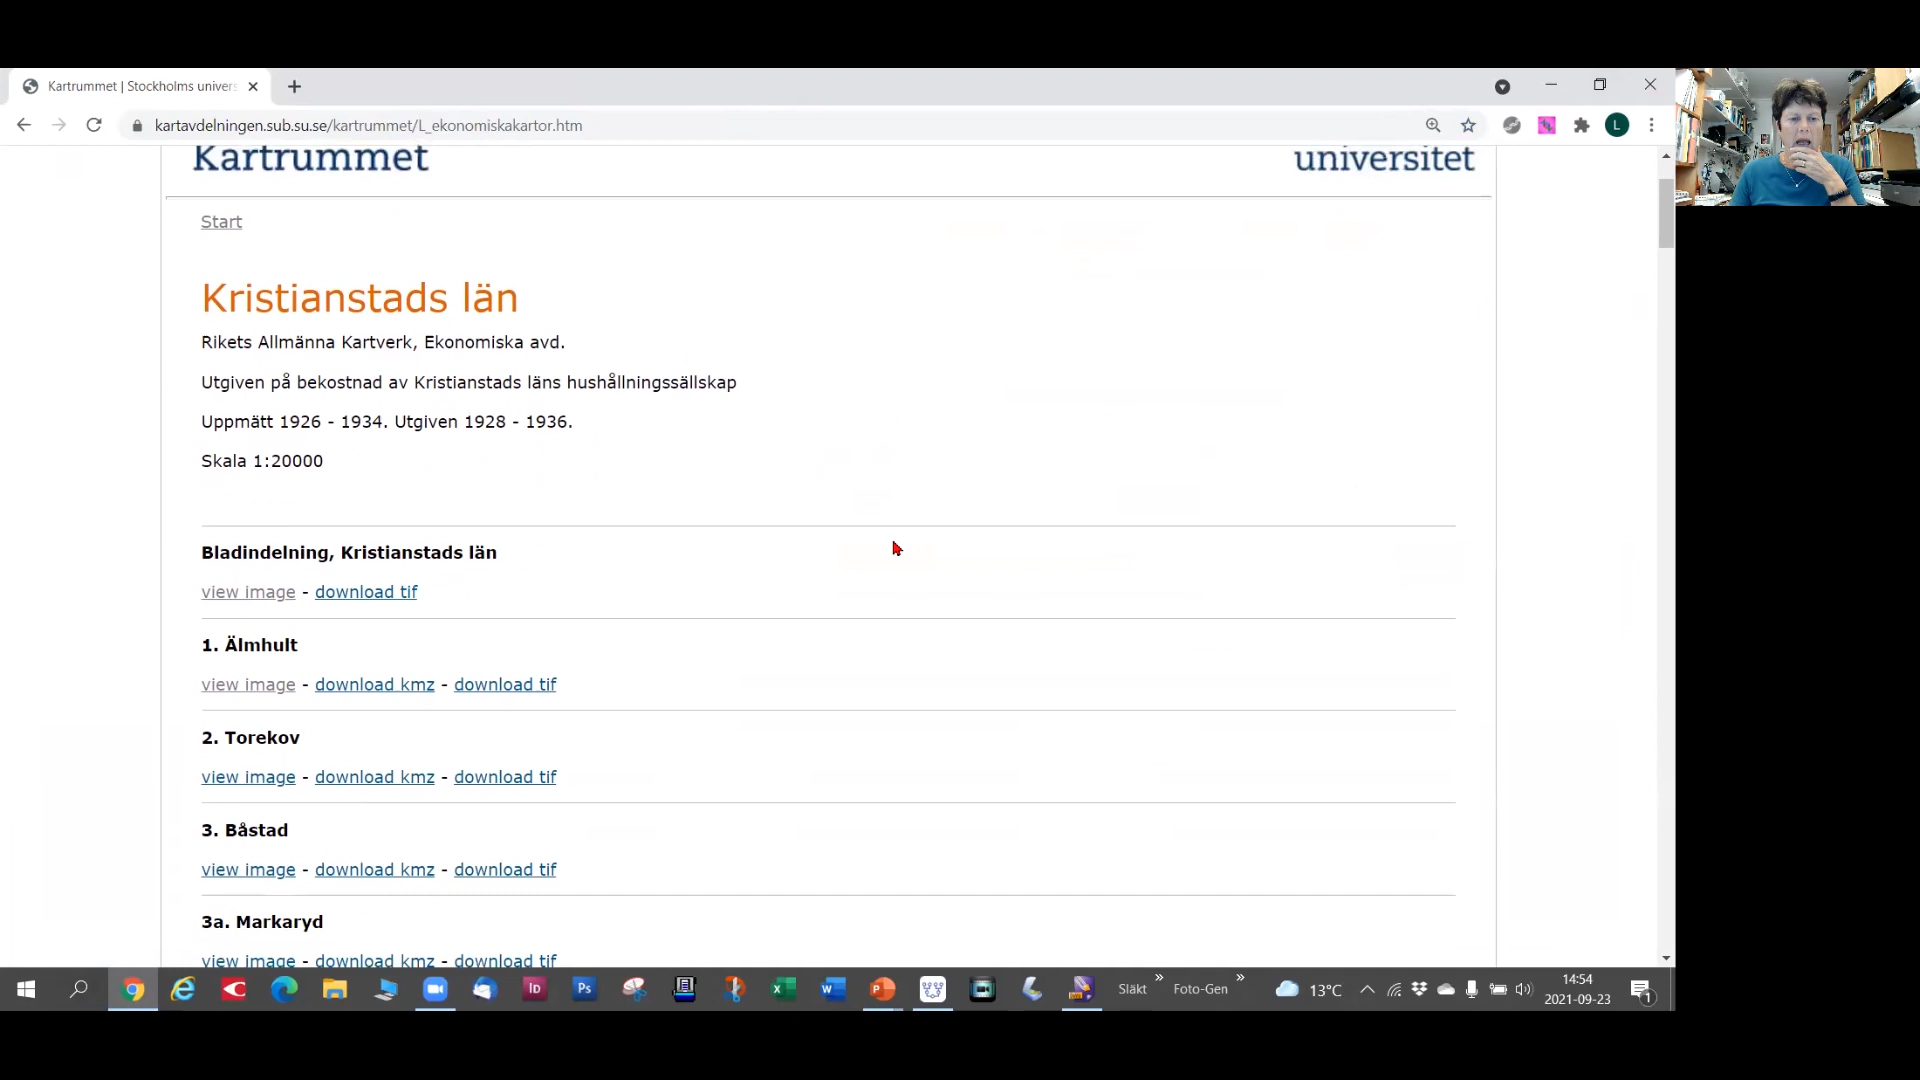 Kartrummet | Stockholms univers
kartavdelningen.sub.su.se/kartrummet/L_ekonomiskakartor.htm
L
Kartrummet
universitet
Start
Kristianstads län
Rikets Allmänna Kartverk, Ekonomiska avd.
Utgiven på bekostnad av Kristianstads läns hushållningssällskap
Uppmätt 1926 - 1934. Utgiven 1928 - 1936.
Skala 1:20000
Bladindelning, Kristianstads län
view image - download tif
1. Älmhult
view image - download kmz - download tif
2. Torekov
view image - download kmz - download tif
3. Båstad
view image - download kmz - download tif
3a. Markaryd
view image - download kmz - download tif
Id
Ps
Släkt
Foto-Gen
13°C
14:54
2021-09-23
1